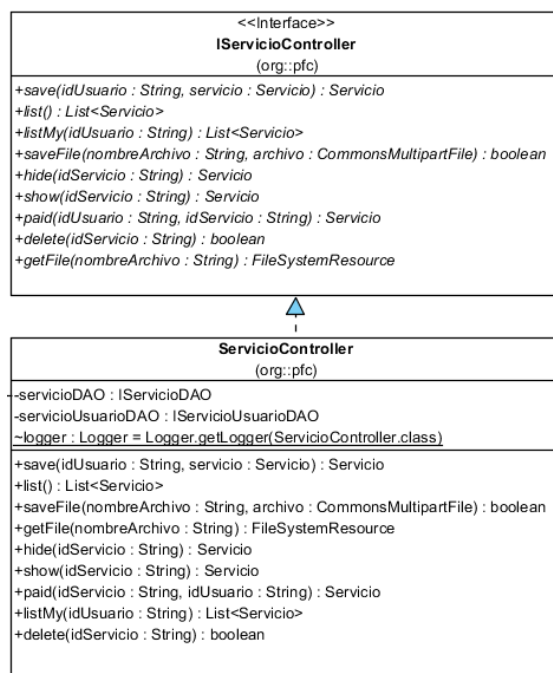 <<Interface>>
IServicioController
(org::pfc)
+save(idUsuario : String, servicio : Servicio) : Servicio
+list() : List<Servicio>
+listMy(idUsuario : String) : List<Servicio>
+saveFile(nombreArchivo : String, archivo : CommonsMultipartFile) : boolean
+hide(idServicio : String) : Servicio
+show(idServicio : String) : Servicio
+paid(idUsuario : String, idServicio : String) : Servicio
+delete(idServicio : String) : boolean
+getFile(nombreArchivo : String) : FileSystemResource
ServicioController
(org::pfc)
-servicioDAO : IServicioDAO
-servicioUsuarioDAO : IServicioUsuarioDAO
~logger : Logger = Logger.getLogger(ServicioController.class)
+save(idUsuario : String, servicio : Servicio) : Servicio
+list() : List<Servicio>
+saveFile(nombreArchivo : String, archivo : CommonsMultipartFile) : boolean
+getFile(nombreArchivo : String) : FileSystemResource
+hide(idServicio : String) : Servicio
+show(idServicio : String) : Servicio
+paid(idServicio : String, idUsuario : String) : Servicio
+listMy(idUsuario : String) : List<Servicio>
+delete(idServicio : String) : boolean